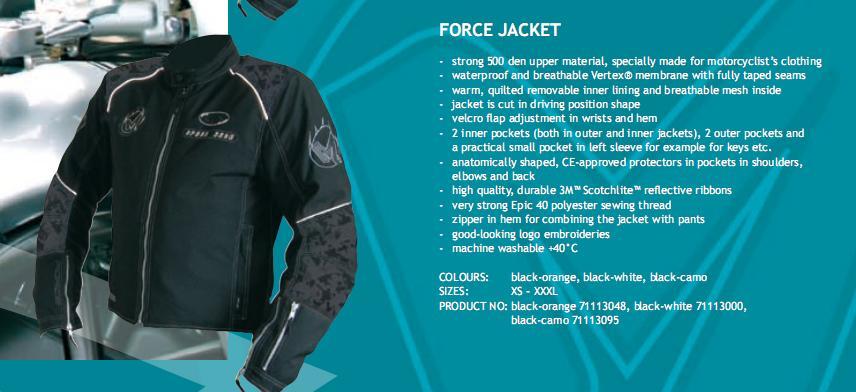 FORCE JACKET
- strong 500 den upper material, specially made for motorcyclist's clothing
- waterproof and breathable Vertex® membrane with fully taped seams
- warm, quilted removable inner lining and breathable mesh inside
- jacket is cut in driving position shape
- velcro flap adjustment in wrists and hem
- 2 inner pockets (both in outer and inner jackets), 2 outer pockets and
a practical small pocket in left sleeve for example for keys etc.
- anatomically shaped, CE-approved protectors in pockets in shoulders,
elbows and back
- high quality, durable 3M™ Scotchlite™ reflective ribbons
- very strong Epic 40 polyester sewing thread
- zipper in hem for combining the jacket with pants
- good-looking logo embroideries
- machine washable +40˚C
COLOURS: black-orange, black-white, black-camo
SIZES: XS - XXXL
PRODUCT NO: black-orange 71113048, black-white 71113000,
black-camo 71113095